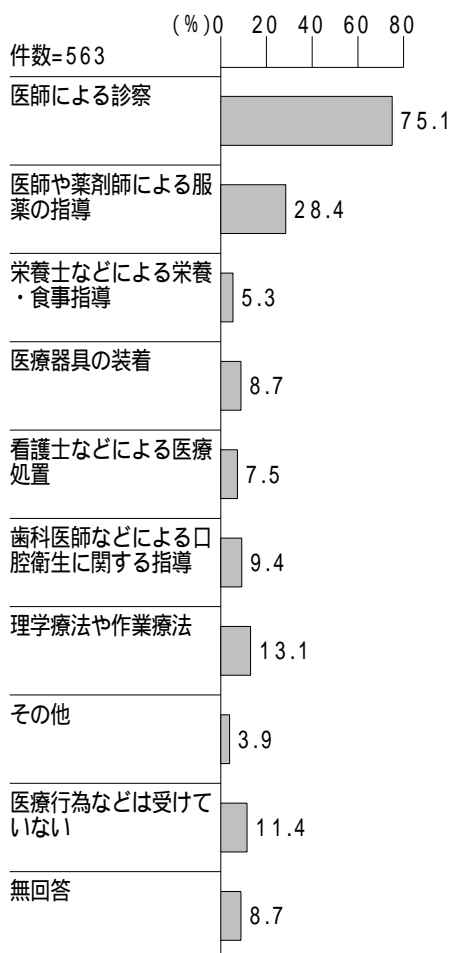 (%)0 20 40 60 80
件数=563
医師による診察
75.1
医師や薬剤師による服
薬の指導
28.4
栄養士などによる栄養
・食事指導
5.3
医療器具の装着
8.7
看護士などによる医療
処置
7.5
歯科医師などによる口
腔衛生に関する指導
9.4
理学療法や作業療法
13.1
その他
3.9
医療行為などは受けて
いない
11.4
無回答
8.7